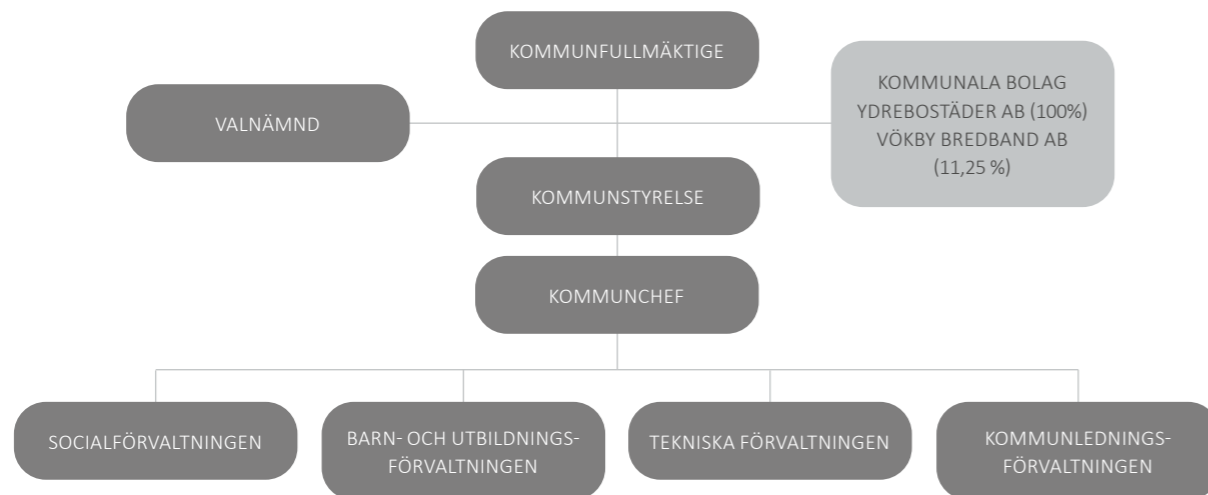 KOMMUNFULLMÄKTIGE
VALNÄMND
KOMMUNALA BOLAG
YDREBOSTÄDER AB (100%)
VÖKBY BREDBAND AB
(11,25 %)
KOMMUNSTYRELSE
KOMMUNCHEF
SOCIALFÖRVALTNINGEN
BARN- OCH UTBILDNINGS-
FÖRVALTNINGEN
TEKNISKA FÖRVALTNINGEN
KOMMUNLEDNINGS-
FÖRVALTNINGEN